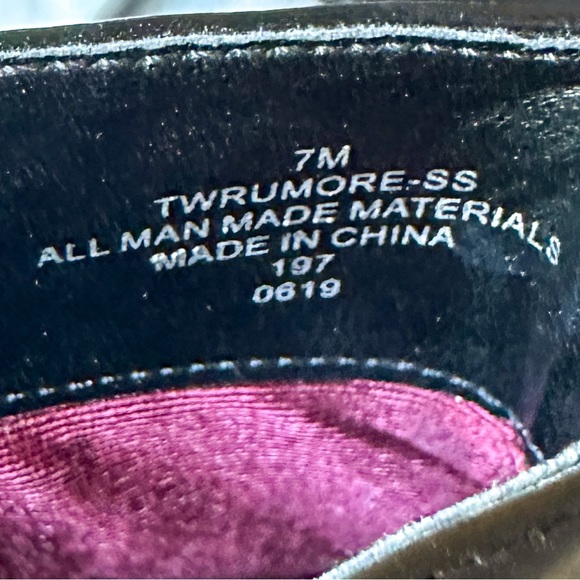 7M
TWRUMORE-SS
ALL MAN MADE MATERIALS
MADE IN CHINA
197
0619